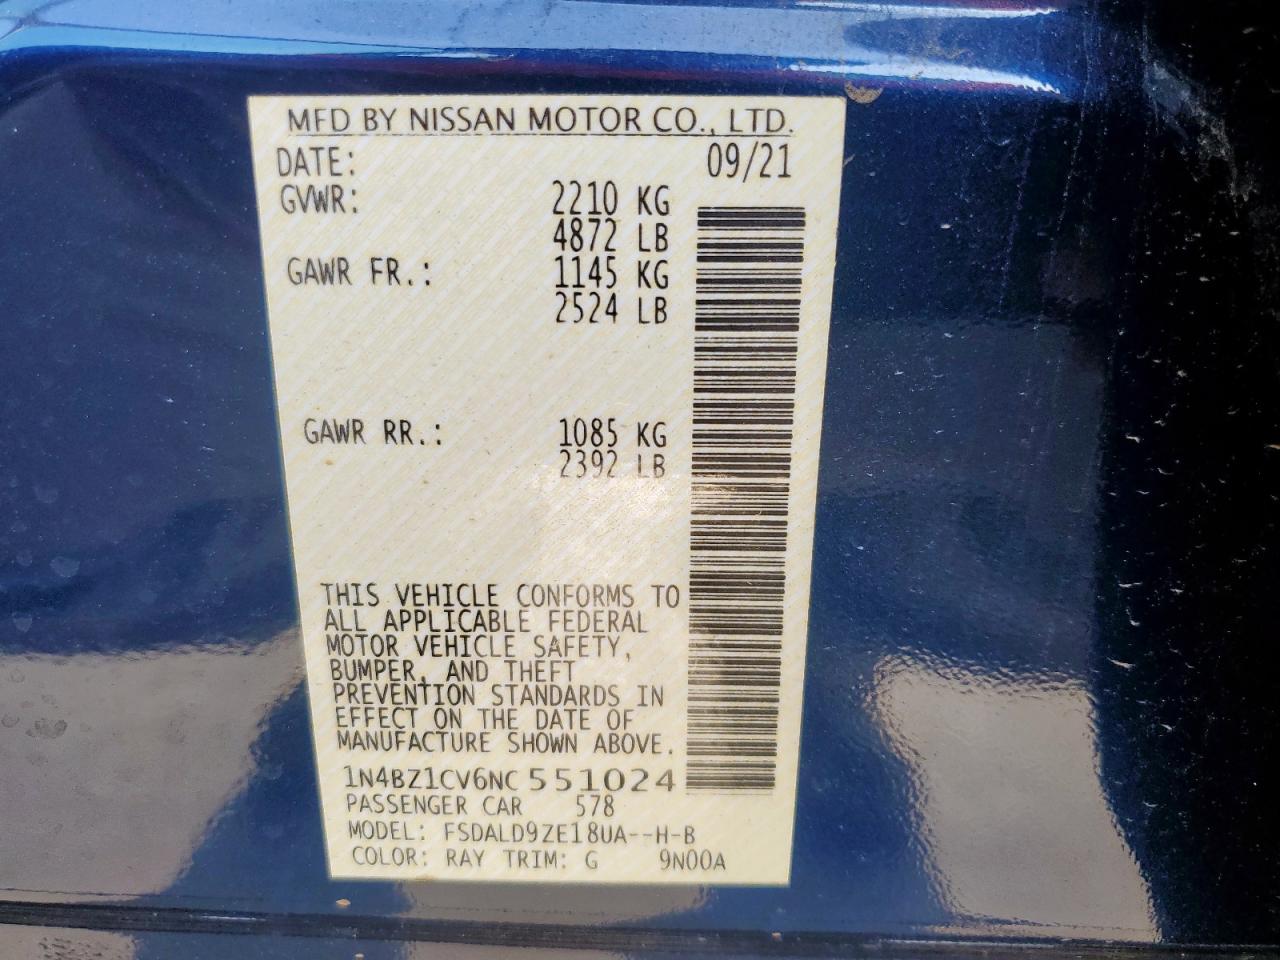 MFD BY NISSAN MOTOR CO., LTD.
DATE: 09/21
GVWR: 2210 KG
4872 LB
GAWR FR.: 1145 KG
2524 LB
GAWR RR.: 1085 KG
2392 LB
THIS VEHICLE CONFORMS TO
ALL APPLICABLE FEDERAL
MOTOR VEHICLE SAFETY,
BUMPER, AND THEFT
PREVENTION STANDARDS IN
EFFECT ON THE DATE OF
MANUFACTURE SHOWN ABOVE.
1N4BZ1CV6NC551024
PASSENGER CAR 578
MODEL: FSDALD9ZE18UA--H-B
COLOR: RAY TRIM: G 9N00A